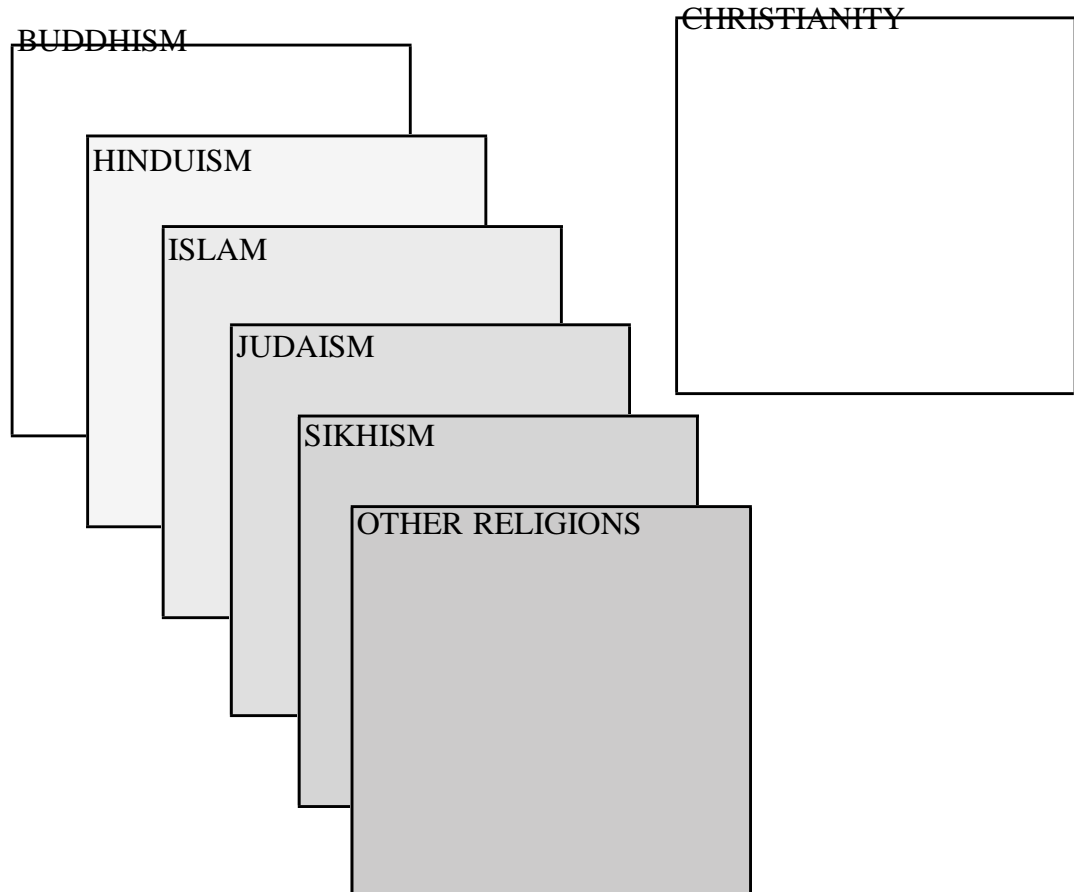 BUDDHISM
CHRISTIANITY
HINDUISM
ISLAM
JUDAISM
SIKHISM
OTHER RELIGIONS